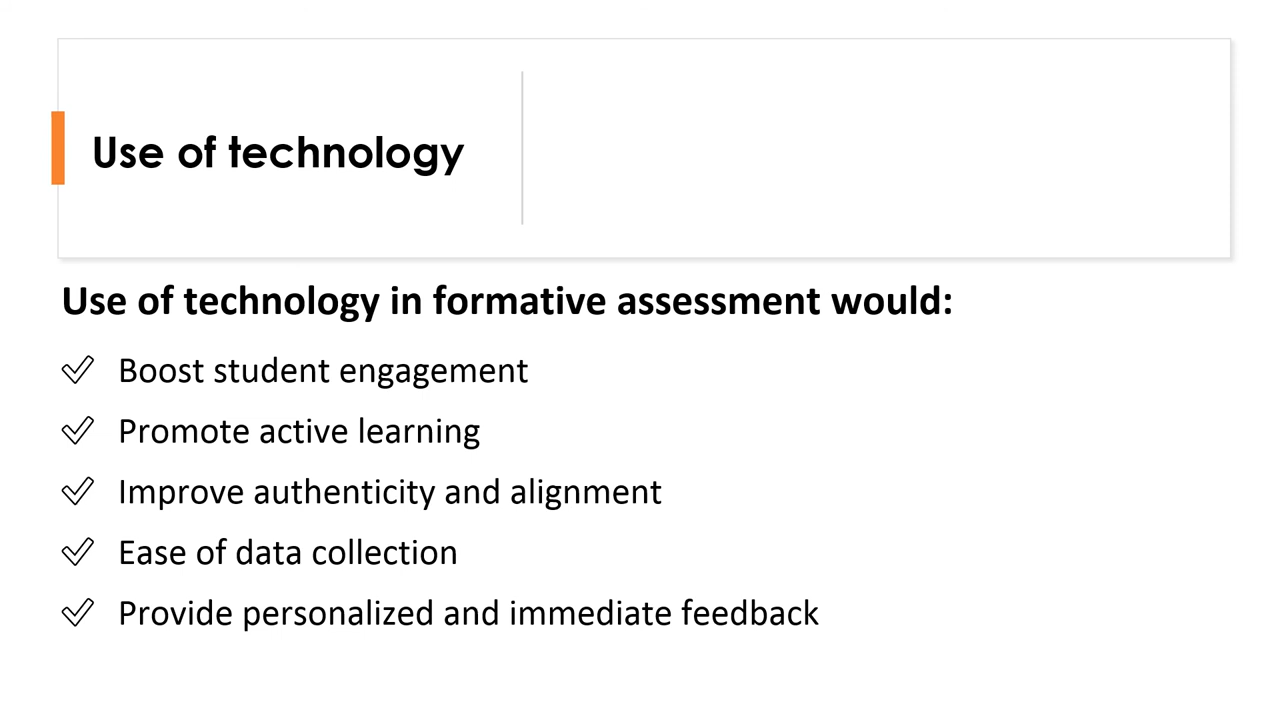 Use of technology
Use of technology in formative assessment would:
Boost student engagement
Promote active learning
Improve authenticity and alignment
Ease of data collection
Provide personalized and immediate feedback